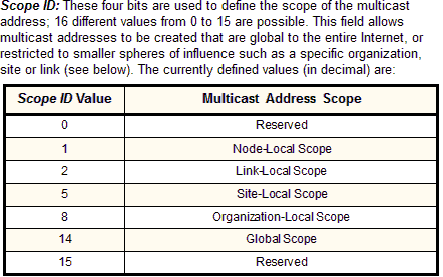 Scope ID: These four bits are used to define the scope of the multicast
address; 16 different values from 0 to 15 are possible. This field allows
multicast addresses to be created that are global to the entire Internet, or
restricted to smaller spheres of influence such as a specific organization,
site or link (see below). The currently defined values (in decimal) are:
Scope ID Value Multicast Address Scope
0 Reserved
1 Node-Local Scope
2 Link-Local Scope
5 Site-Local Scope
8 Organization-Local Scope
14 Global Scope
15 Reserved